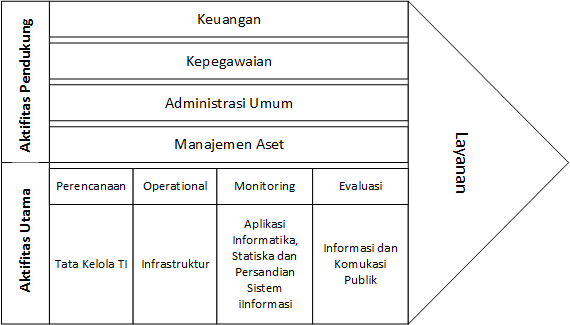 Aktifitas Pendukung
Keuangan
Kepegawaian
Administrasi Umum
Manajemen Aset
Aktifitas Utama
Perencanaan
Operational
Monitoring
Evaluasi
Tata Kelola TI
Infrastruktur
Aplikasi
Informatika,
Statiska dan
Persandian
Sistem
iInformasi
Informasi dan
Komukasi
Publik
Layanan